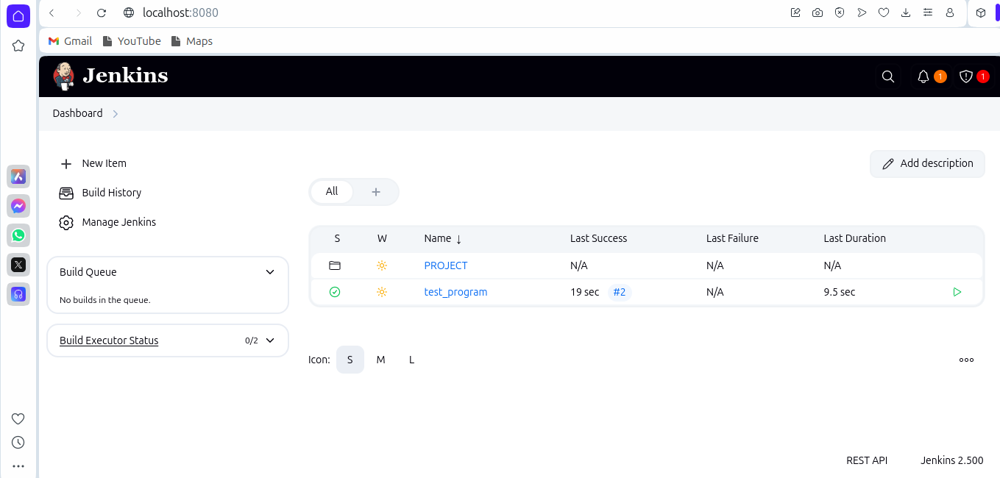 localhost:8080
Gmail YouTube Maps
Jenkins 1 1
Dashboard
New Item
Add description
Build History
All +
Manage Jenkins
S W Name ↓ Last Success Last Failure Last Duration
PROJECT N/A N/A N/A
test_program 19 sec #2 N/A 9.5 sec
Build Queue
No builds in the queue.
Build Executor Status 0/2
Icon: S M L
REST API Jenkins 2.500